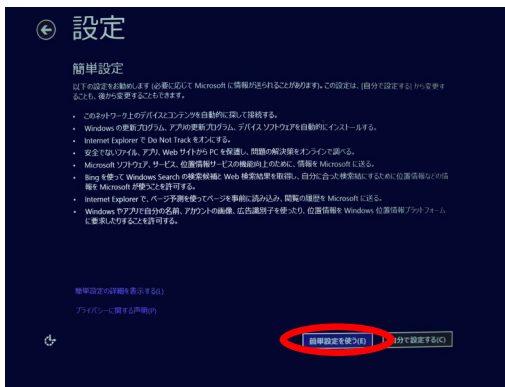 設定
簡単設定
以下の設定をお勧めします (必要に応じて Microsoft に情報が送られることがあります)。この設定は、[自分で設定する] から変更す
ることも、後から変更することもできます。
• このネットワーク上のデバイスとコンテンツを自動的に探して接続する。
• Windows の更新プログラム、アプリの更新プログラム、デバイス ソフトウェアを自動的にインストールする。
• Internet Explorer で Do Not Track をオンにする。
• 安全でないファイル、アプリ、Web サイトから PC を保護し、問題の解決策をオンラインで調べる。
• Microsoft ソフトウェア、サービス、位置情報サービスの機能向上のために、情報を Microsoft に送る。
• Bing を使って Windows Search の検索候補と Web 検索結果を取得し、自分に合った検索結果にするために位置情報などの情
報を Microsoft が使うことを許可する。
• Internet Explorer で、ページ予測を使ってページを事前に読み込み、閲覧の履歴を Microsoft に送る。
• Windows やアプリで自分の名前、アカウントの画像、広告識別子を使ったり、位置情報を Windows 位置情報プラットフォーム
に要求したりすることを許可する。
簡単設定の詳細を表示する(L)
プライバシーに関する声明(P)
簡単設定を使う(E)
自分で設定する(C)